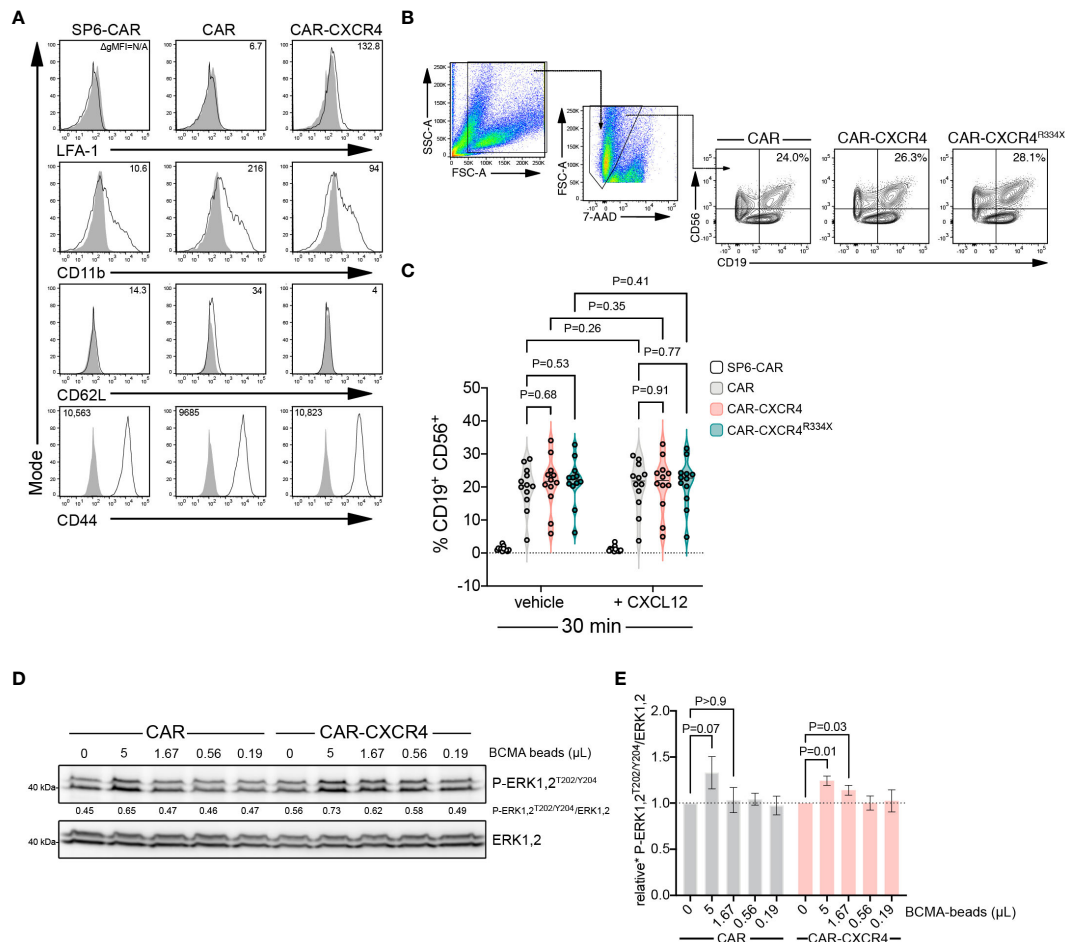 A
SP6-CAR CAR CAR-CXCR4
ΔgMFI=N/A 6.7 132.8
LFA-1
10.6 216 94
CD11b
14.3 34 4
CD62L
10,563 9685 10,823
CD44
Mode
B
SSC-A
FSC-A
FSC-A
7-AAD
CAR CAR-CXCR4 CAR-CXCR4R334X
24.0% 26.3% 28.1%
CD56
CD19
C
P=0.41
P=0.35
P=0.26
P=0.53 P=0.77
P=0.68 P=0.91
SP6-CAR
CAR
CAR-CXCR4
CAR-CXCR4R334X
% CD19+ CD56+
50
40
30
20
10
0
-10
vehicle + CXCL12
30 min
D
CAR CAR-CXCR4
0 5 1.67 0.56 0.19 0 5 1.67 0.56 0.19 BCMA beads (µL)
40 kDa- P-ERK1,2T202/Y204
0.45 0.65 0.47 0.46 0.47 0.56 0.73 0.62 0.58 0.49 P-ERK1,2T202/Y204/ERK1,2
40 kDa- ERK1,2
E
P>0.9 P=0.03
P=0.07 P=0.01
relative* P-ERK1,2T202/Y204/ERK1,2
2.0
1.5
1.0
0.5
0.0
0 5 1.67 0.56 0.19 0 5 1.67 0.56 0.19 BCMA-beads (µL)
CAR CAR-CXCR4